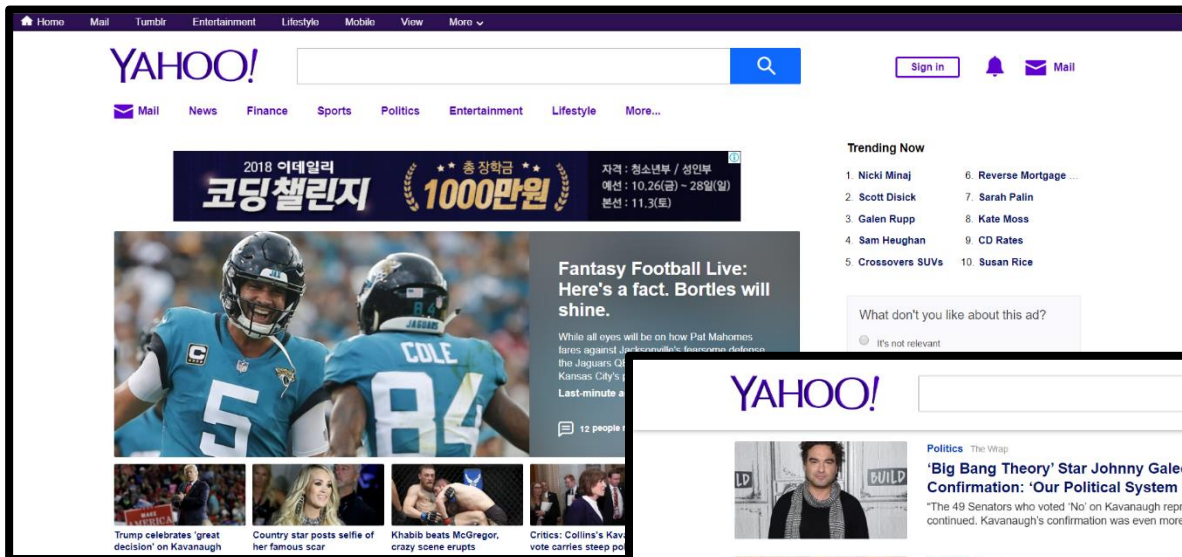 Home Mail Tumblr Entertainment Lifestyle Mobile View More
YAHOO!
Sign in Mail
Mail News Finance Sports Politics Entertainment Lifestyle More...
2018 이데일리
코딩챌린지
총 장학금
1000만원
자격 : 청소년부 / 성인부
예선 : 10.26(금) ~ 28일(일)
본선 : 11.3(토)
Trending Now
1. Nicki Minaj
2. Scott Disick
3. Galen Rupp
4. Sam Heughan
5. Crossovers SUVs
6. Reverse Mortgage ...
7. Sarah Palin
8. Kate Moss
9. CD Rates
10. Susan Rice
What don't you like about this ad?
It's not relevant
C
5
JAGUARS
COLE
84
Fantasy Football Live:
Here's a fact. Bortles will
shine.
While all eyes will be on how Pat Mahomes
fares against Jacksonville's fearsome defense
the Jaguars
Kansas City's
Last-minute
12 people
Trump celebrates 'great
decision' on Kavanaugh
Country star posts selfie of
her famous scar
Khabib beats McGregor,
crazy scene erupts
Critics: Collins's
vote carries steep
YAHOO!
BUILD
Politics The Wrap
'Big Bang Theory' Star Johnny
Confirmation: 'Our Political System
"The 49 Senators who voted 'No' on Kavanaugh
continued. Kavanaugh's confirmation was even more